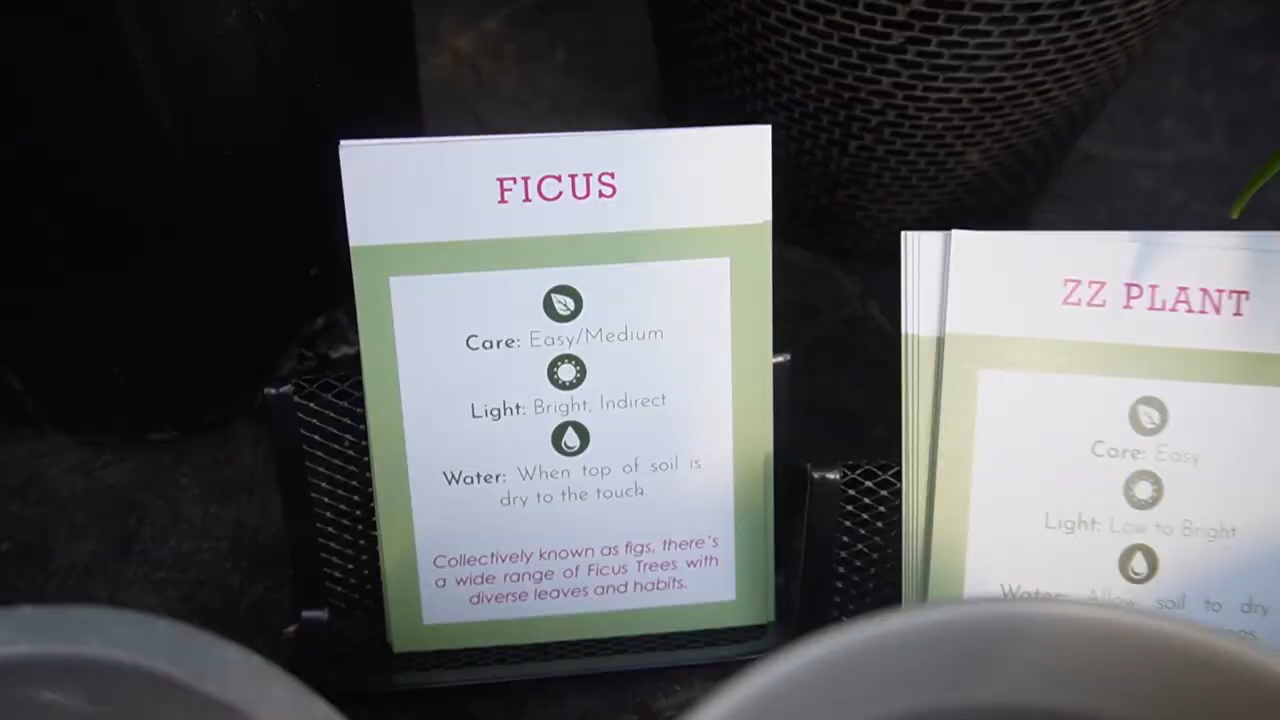 FICUS
Care: Easy/Medium
Light: Bright, Indirect
Water: When top of soil is
dry to the touch.
Collectively known as figs, there's
a wide range of Ficus Trees with
diverse leaves and habits.
ZZ PLANT
Care: Easy
Light: Low to Bright
Water: Allow soil to dry